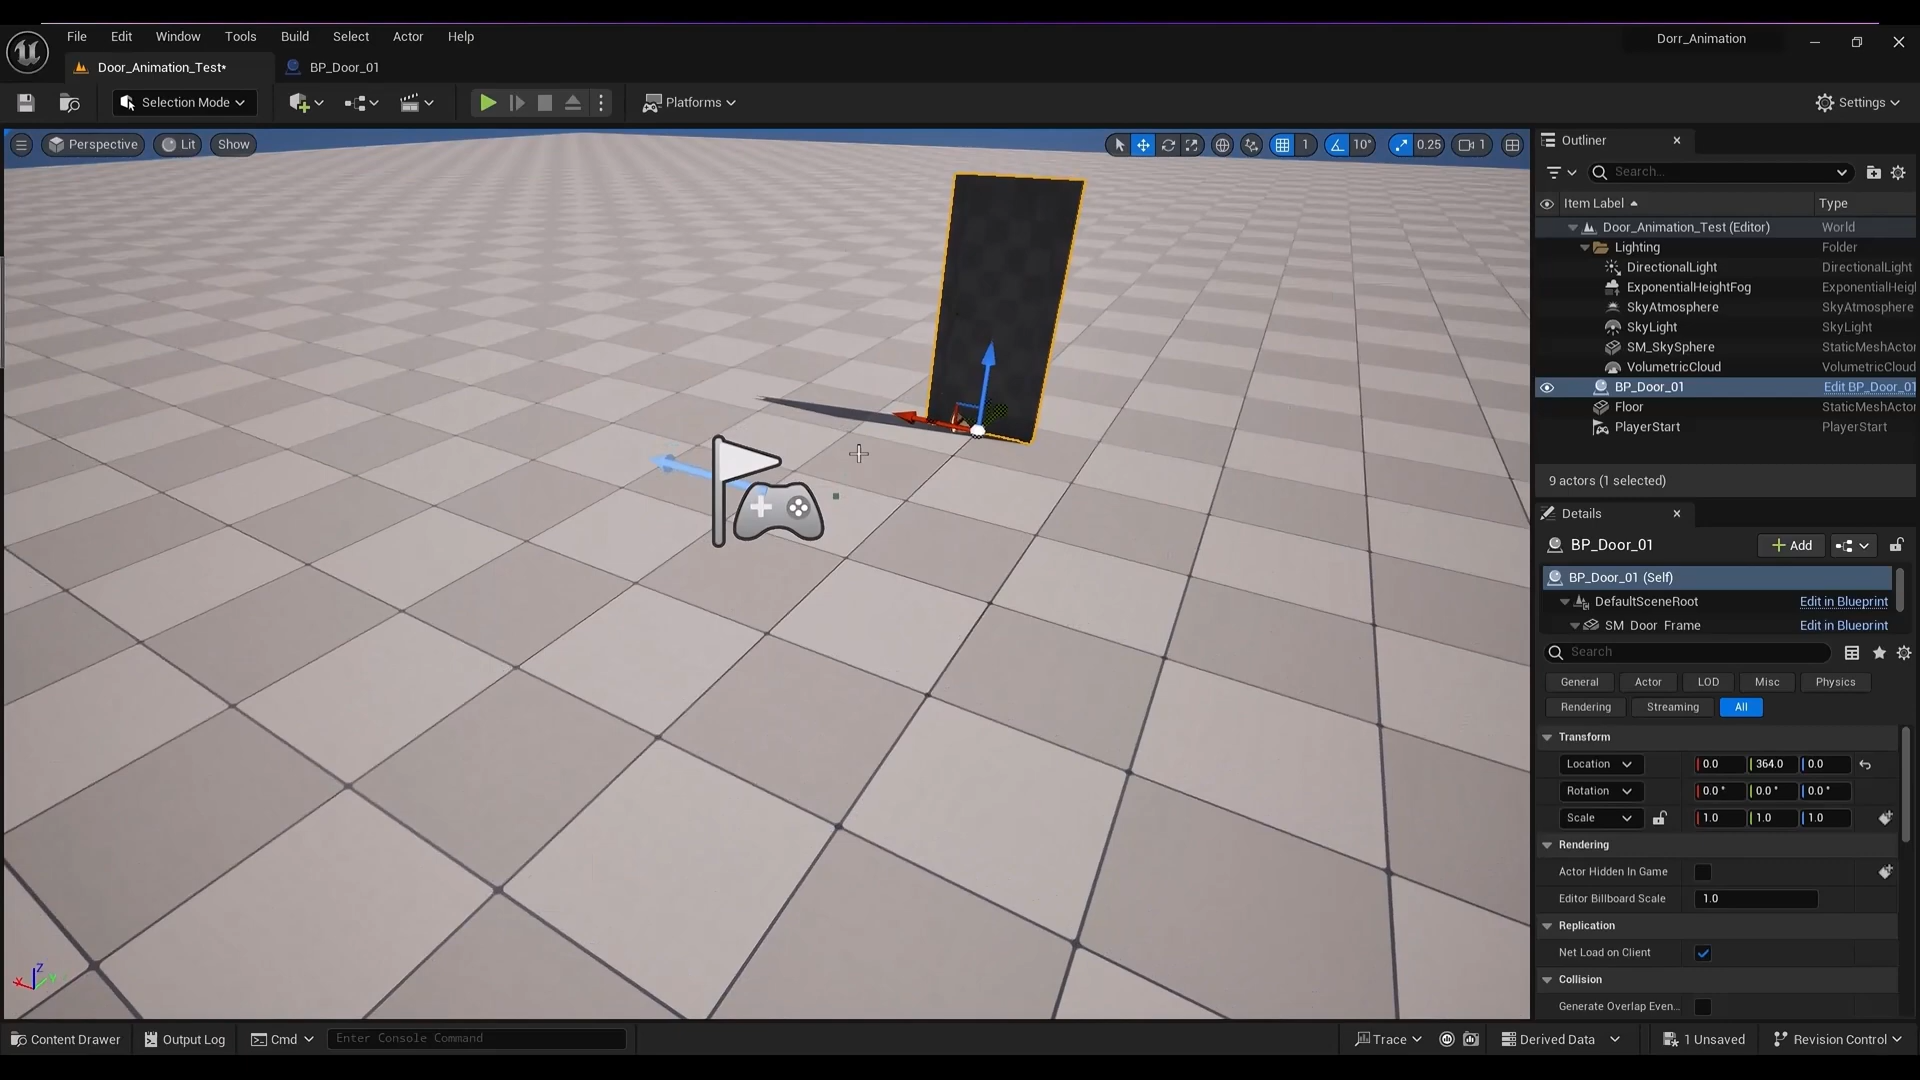 File Edit Window Tools Build Select Actor Help
Dorr_Animation
Door_Animation_Test*
BP_Door_01
Selection Mode
Platforms
Settings
Perspective
Lit
Show
1
10°
0.25
1
Outliner
Search...
Item Label
Type
Door_Animation_Test (Editor) World
Lighting Folder
DirectionalLight DirectionalLight
ExponentialHeightFog ExponentialHeigl
SkyAtmosphere SkyAtmosphere
SkyLight SkyLight
SM_SkySphere StaticMeshActor
VolumetricCloud VolumetricCloud
BP_Door_01 Edit BP_Door_01
Floor StaticMeshActor
PlayerStart PlayerStart
9 actors (1 selected)
Details
BP_Door_01
Add
BP_Door_01 (Self)
DefaultSceneRoot Edit in Blueprint
SM_Door_Frame Edit in Blueprint
Search
General Actor LOD Misc Physics
Rendering Streaming All
Transform
Location 0.0 364.0 0.0
Rotation 0.0 ° 0.0 ° 0.0 °
Scale 1.0 1.0 1.0
Rendering
Actor Hidden In Game
Editor Billboard Scale 1.0
Replication
Net Load on Client
Collision
Generate Overlap Even...
X Z Y
Content Drawer
Output Log
Cmd
Enter Console Command
Trace
Derived Data
1 Unsaved
Revision Control